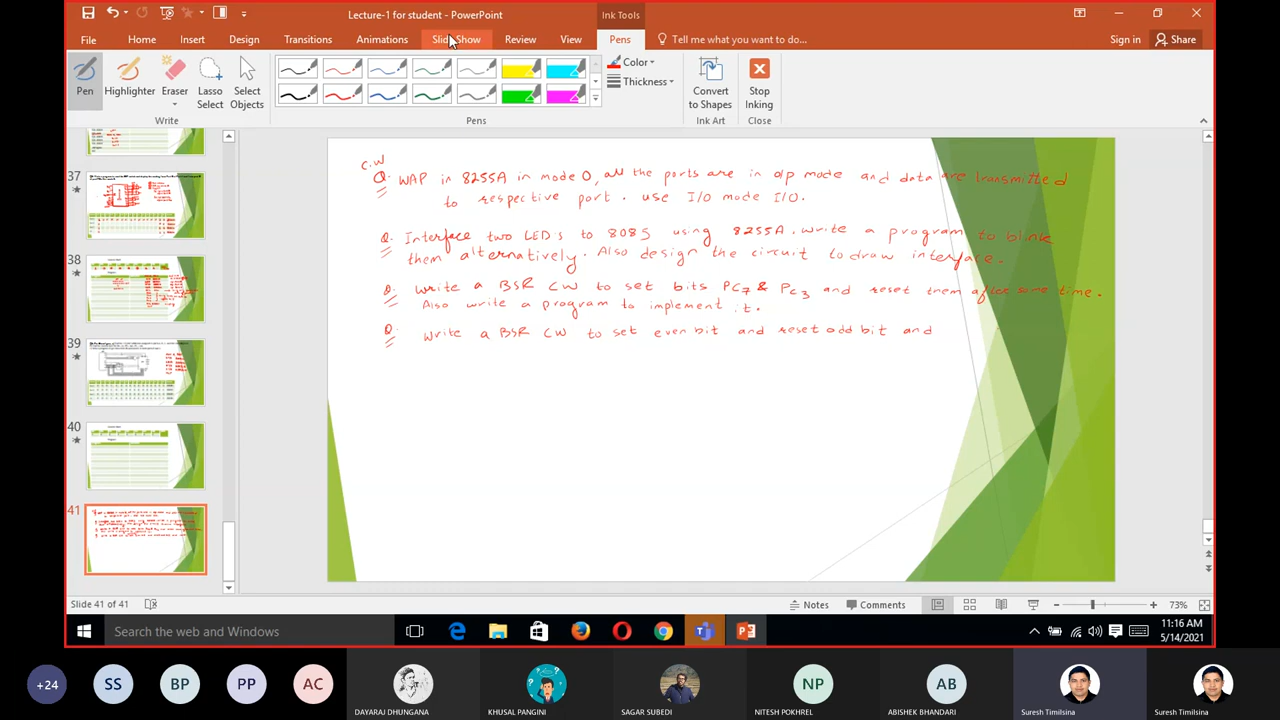 Lecture-1 for student - PowerPoint
Ink Tools
File
Home
Insert
Design
Transitions
Animations
Slide Show
Review
View
Pens
Tell me what you want to do...
Sign in
Share
Pen
Highlighter
Eraser
Lasso Select
Select Objects
Color
Thickness
Convert to Shapes
Stop Inking
Write
Pens
Ink Art
Close
37
38
39
40
41
C.W
Q. WAP in 8255A in mode 0, all the ports are in o/p mode and data are transmitted
to respective port. use I/O mode I/O.
Q. Interface two LEDs to 8085 using 8255A. write a program to blink
them alternatively. Also design the circuit to draw interface.
Q. Write a BSR CW to set bits PC7 & PC3 and reset them after some time.
Also write a program to implement it.
Q. Write a BSR CW to set even bit and reset odd bit and
Slide 41 of 41
Notes
Comments
73%
Search the web and Windows
11:16 AM
5/14/2021
+24
SS
BP
PP
AC
NP
AB
DAYARAJ DHUNGANA
KHUSAL PANGINI
SAGAR SUBEDI
NITESH POKHREL
ABISHEK BHANDARI
Suresh Timilsina
Suresh Timilsina